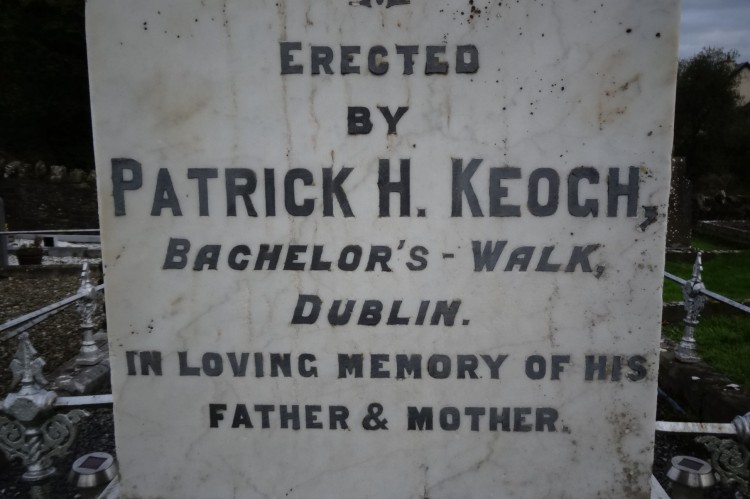 ERECTED
BY
PATRICK H. KEOGH,
BACHELOR'S-WALK,
DUBLIN.
IN LOVING MEMORY OF HIS
FATHER & MOTHER.